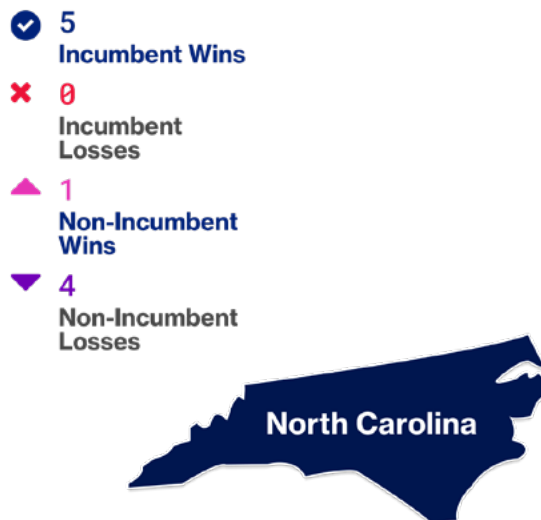 5
Incumbent Wins
0
Incumbent
Losses
1
Non-Incumbent
Wins
4
Non-Incumbent
Losses
North Carolina